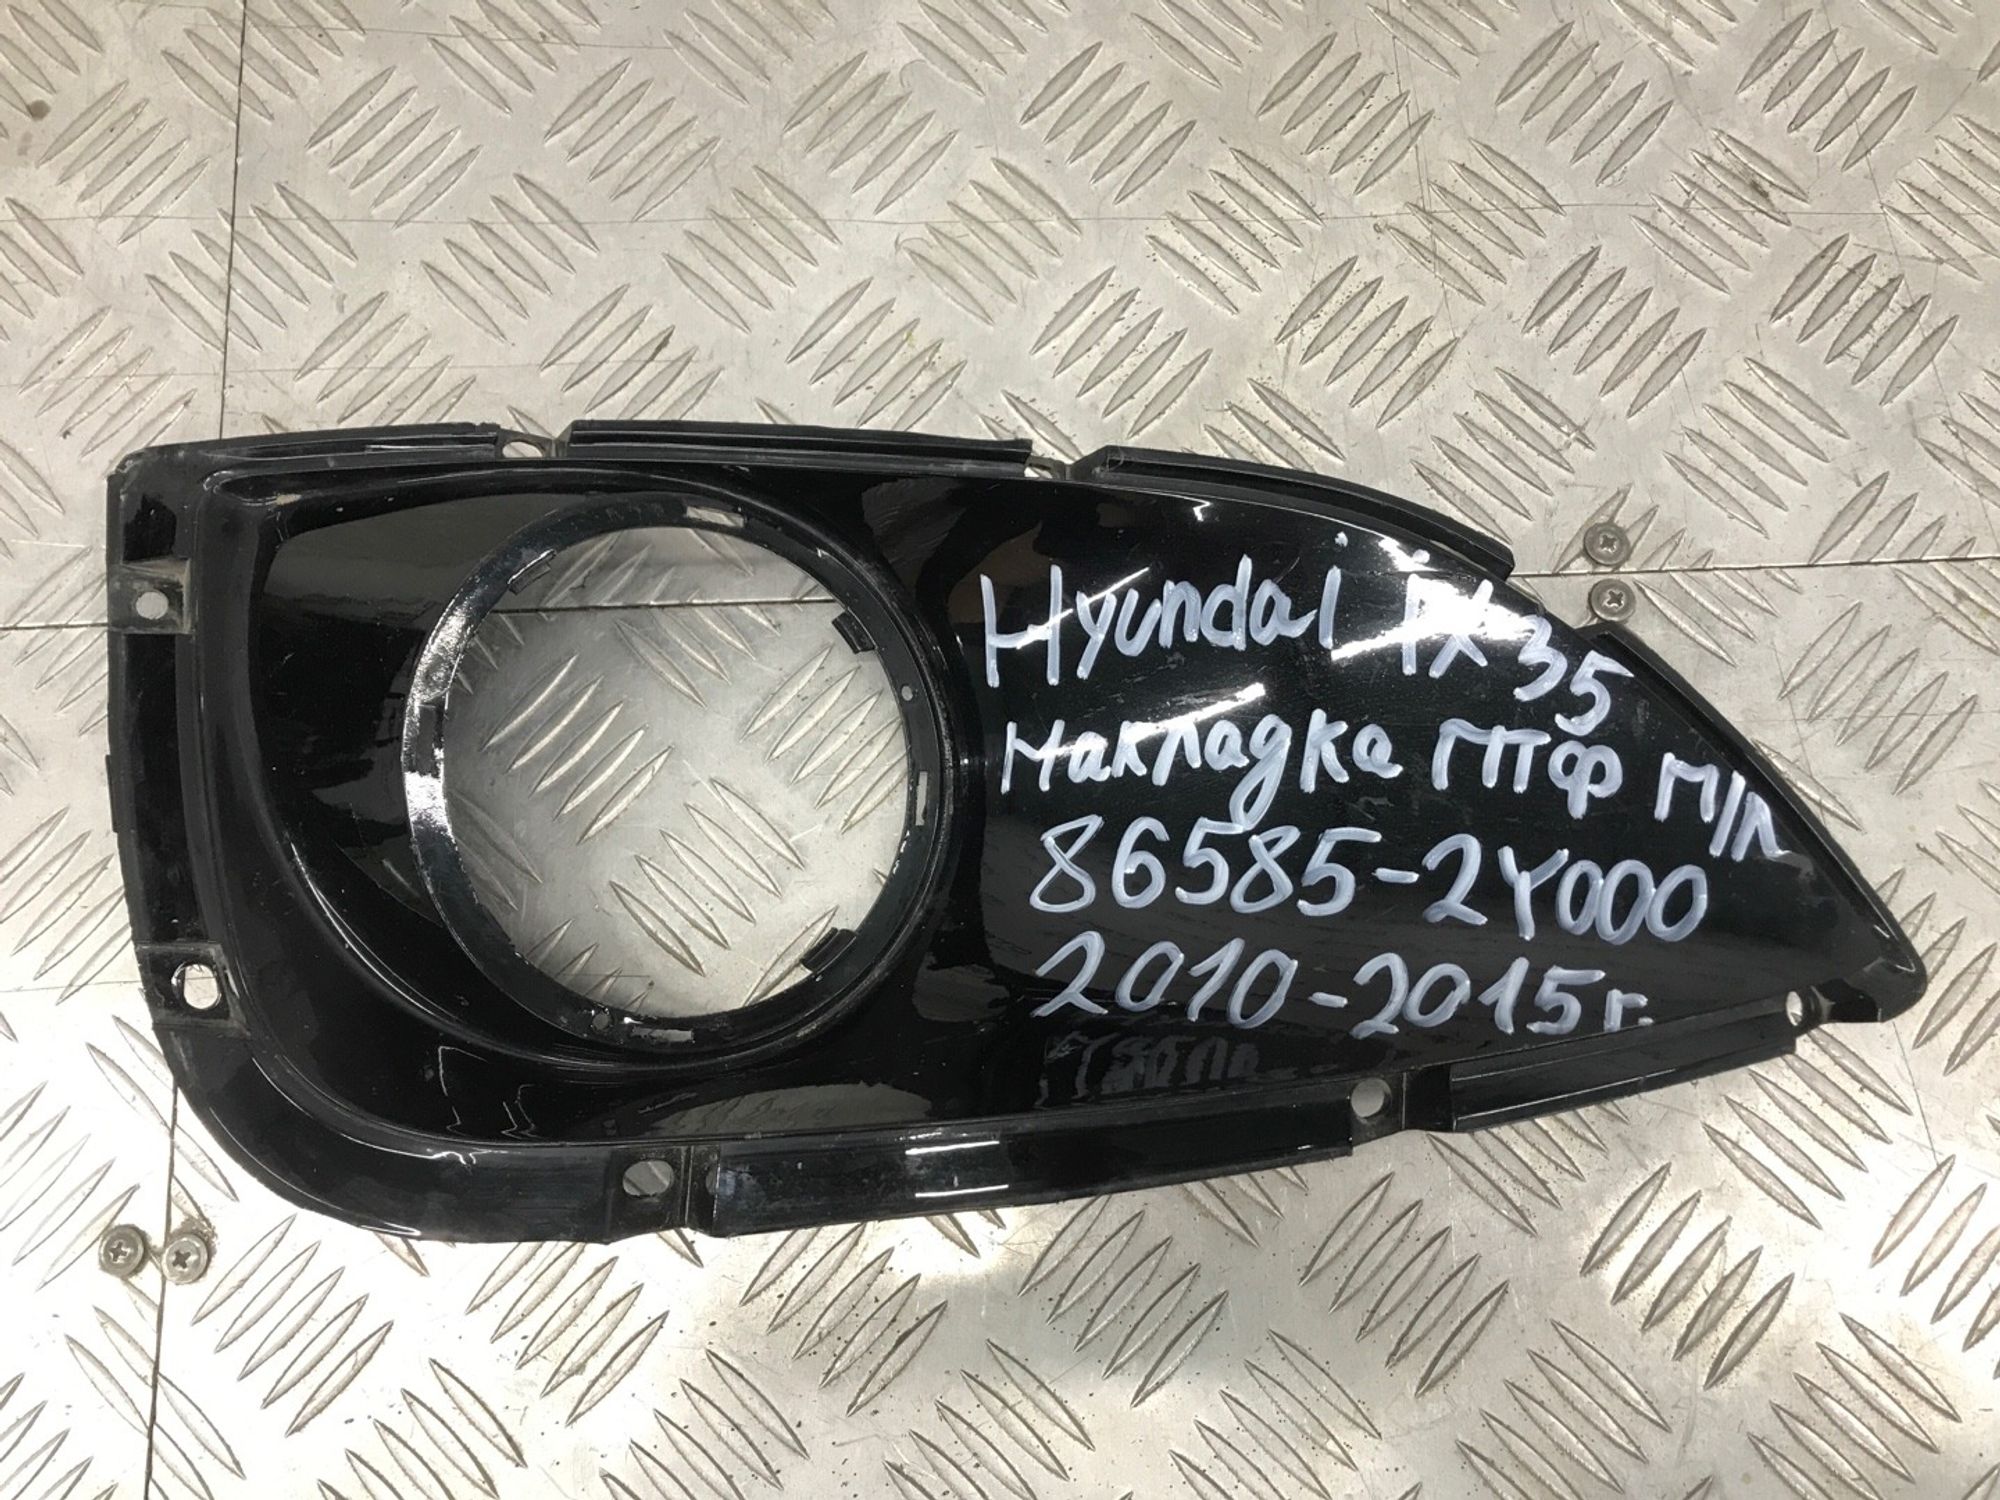 Hyundai ix35
Накладка ПТФ П/Л
86585-2Y000
2010-2015г.